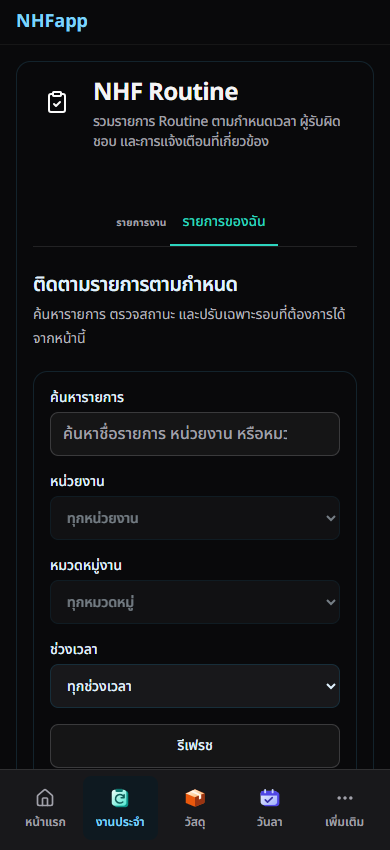 NHFapp
NHF Routine
รวมรายการ Routine ตามกำหนดเวลา ผู้รับผิด
ชอบ และการแจ้งเตือนที่เกี่ยวข้อง
รายการงาน รายการของฉัน
ติดตามรายการตามกำหนด
ค้นหารายการ ตรวจสถานะ และปรับเฉพาะรอบที่ต้องการได้
จากหน้านี้
ค้นหารายการ
ค้นหาชื่อรายการ หน่วยงาน หรือหมว
หน่วยงาน
ทุกหน่วยงาน
หมวดหมู่งาน
ทุกหมวดหมู่
ช่วงเวลา
ทุกช่วงเวลา
รีเฟรช
หน้าแรก งานประจำ วัสดุ วันลา เพิ่มเติม